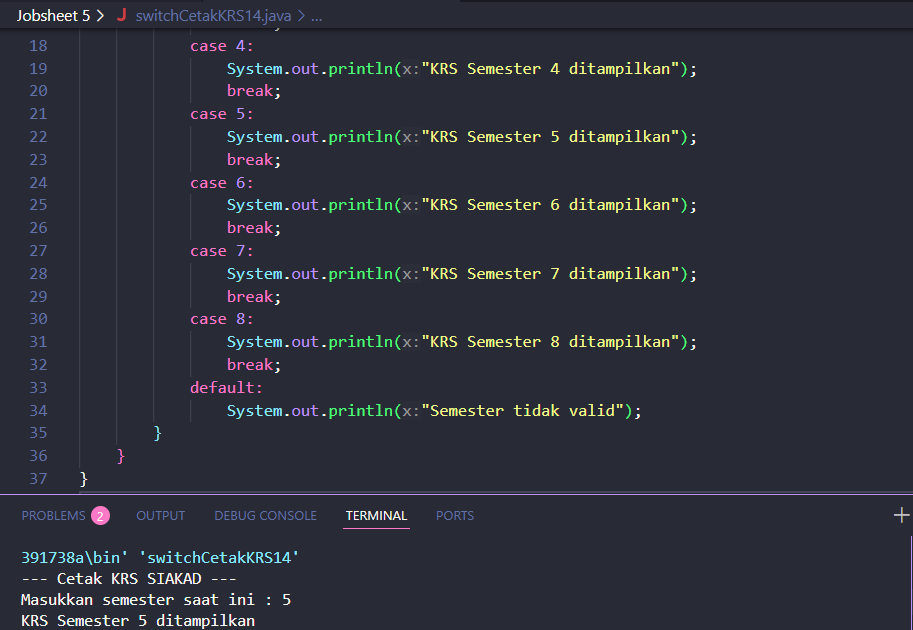 Jobsheet 5 > J switchCetakKRS14.java > ...
18 case 4:
19 System.out.println(x:"KRS Semester 4 ditampilkan");
20 break;
21 case 5:
22 System.out.println(x:"KRS Semester 5 ditampilkan");
23 break;
24 case 6:
25 System.out.println(x:"KRS Semester 6 ditampilkan");
26 break;
27 case 7:
28 System.out.println(x:"KRS Semester 7 ditampilkan");
29 break;
30 case 8:
31 System.out.println(x:"KRS Semester 8 ditampilkan");
32 break;
33 default:
34 System.out.println(x:"Semester tidak valid");
35 }
36 }
37 }
PROBLEMS 2 OUTPUT DEBUG CONSOLE TERMINAL PORTS +
391738a\bin' 'switchCetakKRS14'
--- Cetak KRS SIAKAD ---
Masukkan semester saat ini : 5
KRS Semester 5 ditampilkan